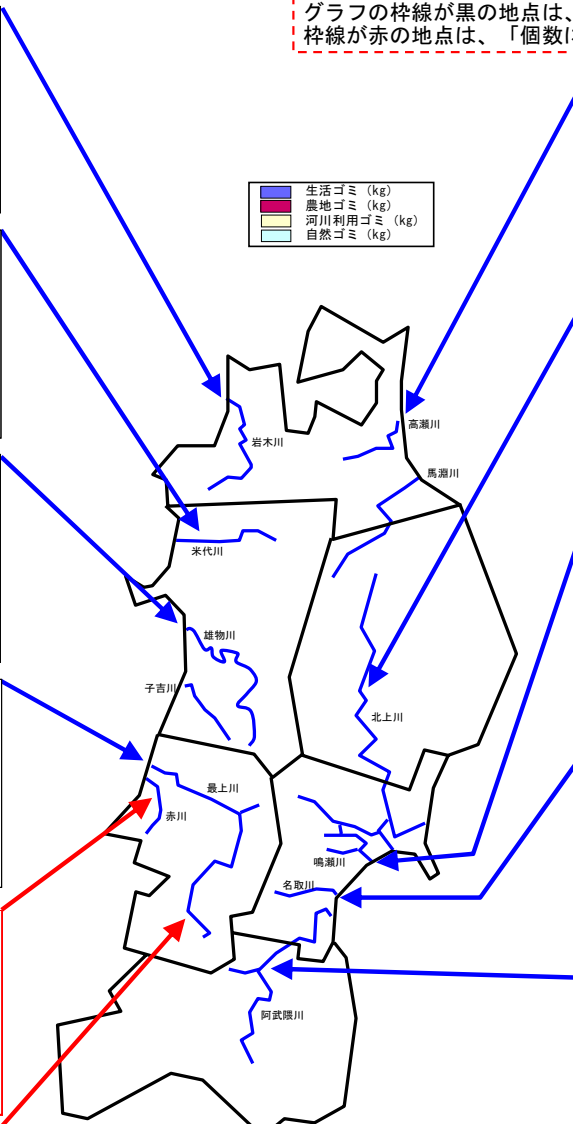 グラフの枠線が黒の地点は、
枠線が赤の地点は、「個数に
生活ゴミ (kg)
農地ゴミ (kg)
河川利用ゴミ (kg)
自然ゴミ (kg)
高瀬川
岩木川
馬淵川
米代川
雄物川
子吉川
北上川
最上川
赤川
鳴瀬川
名取川
阿武隈川